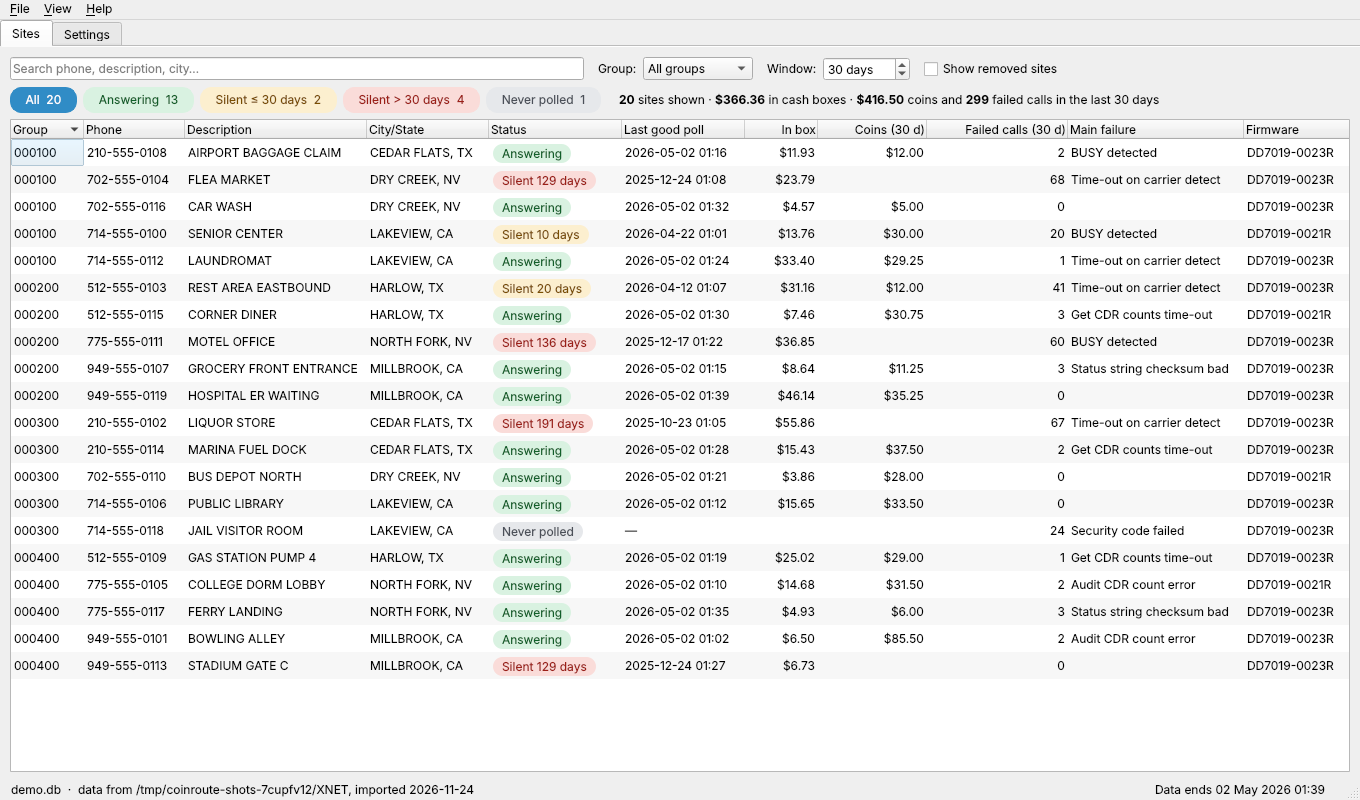 File View Help
Sites Settings
Search phone, description, city... Group: All groups Window: 30 days Show removed sites
All 20 Answering 13 Silent ≤ 30 days 2 Silent > 30 days 4 Never polled 1 20 sites shown · $366.36 in cash boxes · $416.50 coins and 299 failed calls in the last 30 days
Group Phone Description City/State Status Last good poll In box Coins (30 d) Failed calls (30 d) Main failure Firmware
000100 210-555-0108 AIRPORT BAGGAGE CLAIM CEDAR FLATS, TX Answering 2026-05-02 01:16 $11.93 $12.00 2 BUSY detected DD7019-0023R
000100 702-555-0104 FLEA MARKET DRY CREEK, NV Silent 129 days 2025-12-24 01:08 $23.79 68 Time-out on carrier detect DD7019-0023R
000100 702-555-0116 CAR WASH DRY CREEK, NV Answering 2026-05-02 01:32 $4.57 $5.00 0 DD7019-0023R
000100 714-555-0100 SENIOR CENTER LAKEVIEW, CA Silent 10 days 2026-04-22 01:01 $13.76 $30.00 20 BUSY detected DD7019-0021R
000100 714-555-0112 LAUNDROMAT LAKEVIEW, CA Answering 2026-05-02 01:24 $33.40 $29.25 1 Time-out on carrier detect DD7019-0023R
000200 512-555-0103 REST AREA EASTBOUND HARLOW, TX Silent 20 days 2026-04-12 01:07 $31.16 $12.00 41 Time-out on carrier detect DD7019-0023R
000200 512-555-0115 CORNER DINER HARLOW, TX Answering 2026-05-02 01:30 $7.46 $30.75 3 Get CDR counts time-out DD7019-0021R
000200 775-555-0111 MOTEL OFFICE NORTH FORK, NV Silent 136 days 2025-12-17 01:22 $36.85 60 BUSY detected DD7019-0023R
000200 949-555-0107 GROCERY FRONT ENTRANCE MILLBROOK, CA Answering 2026-05-02 01:15 $8.64 $11.25 3 Status string checksum bad DD7019-0023R
000200 949-555-0119 HOSPITAL ER WAITING MILLBROOK, CA Answering 2026-05-02 01:39 $46.14 $35.25 0 DD7019-0023R
000300 210-555-0102 LIQUOR STORE CEDAR FLATS, TX Silent 191 days 2025-10-23 01:05 $55.86 67 Time-out on carrier detect DD7019-0023R
000300 210-555-0114 MARINA FUEL DOCK CEDAR FLATS, TX Answering 2026-05-02 01:28 $15.43 $37.50 2 Get CDR counts time-out DD7019-0023R
000300 702-555-0110 BUS DEPOT NORTH DRY CREEK, NV Answering 2026-05-02 01:21 $3.86 $28.00 0 DD7019-0021R
000300 714-555-0106 PUBLIC LIBRARY LAKEVIEW, CA Answering 2026-05-02 01:12 $15.65 $33.50 0 DD7019-0023R
000300 714-555-0118 JAIL VISITOR ROOM LAKEVIEW, CA Never polled — 24 Security code failed DD7019-0023R
000400 512-555-0109 GAS STATION PUMP 4 HARLOW, TX Answering 2026-05-02 01:19 $25.02 $29.00 1 Get CDR counts time-out DD7019-0023R
000400 775-555-0105 COLLEGE DORM LOBBY NORTH FORK, NV Answering 2026-05-02 01:10 $14.68 $31.50 2 Audit CDR count error DD7019-0021R
000400 775-555-0117 FERRY LANDING NORTH FORK, NV Answering 2026-05-02 01:35 $4.93 $6.00 3 Status string checksum bad DD7019-0023R
000400 949-555-0101 BOWLING ALLEY MILLBROOK, CA Answering 2026-05-02 01:02 $6.50 $85.50 2 Audit CDR count error DD7019-0023R
000400 949-555-0113 STADIUM GATE C MILLBROOK, CA Silent 129 days 2025-12-24 01:27 $6.73 0 DD7019-0023R
demo.db · data from /tmp/coinroute-shots-7cupfv12/XNET, imported 2026-11-24 Data ends 02 May 2026 01:39